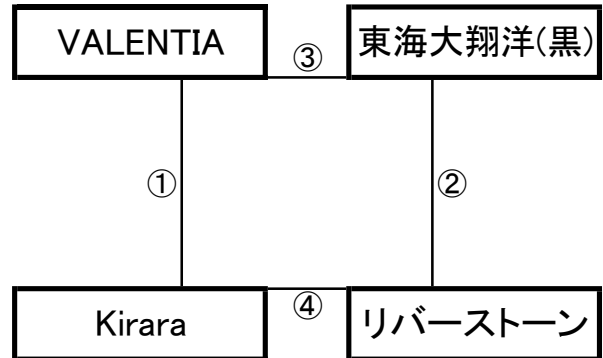 VALENTIA
東海大翔洋(黒)
③
①
②
④
Kirara
リバーストーン